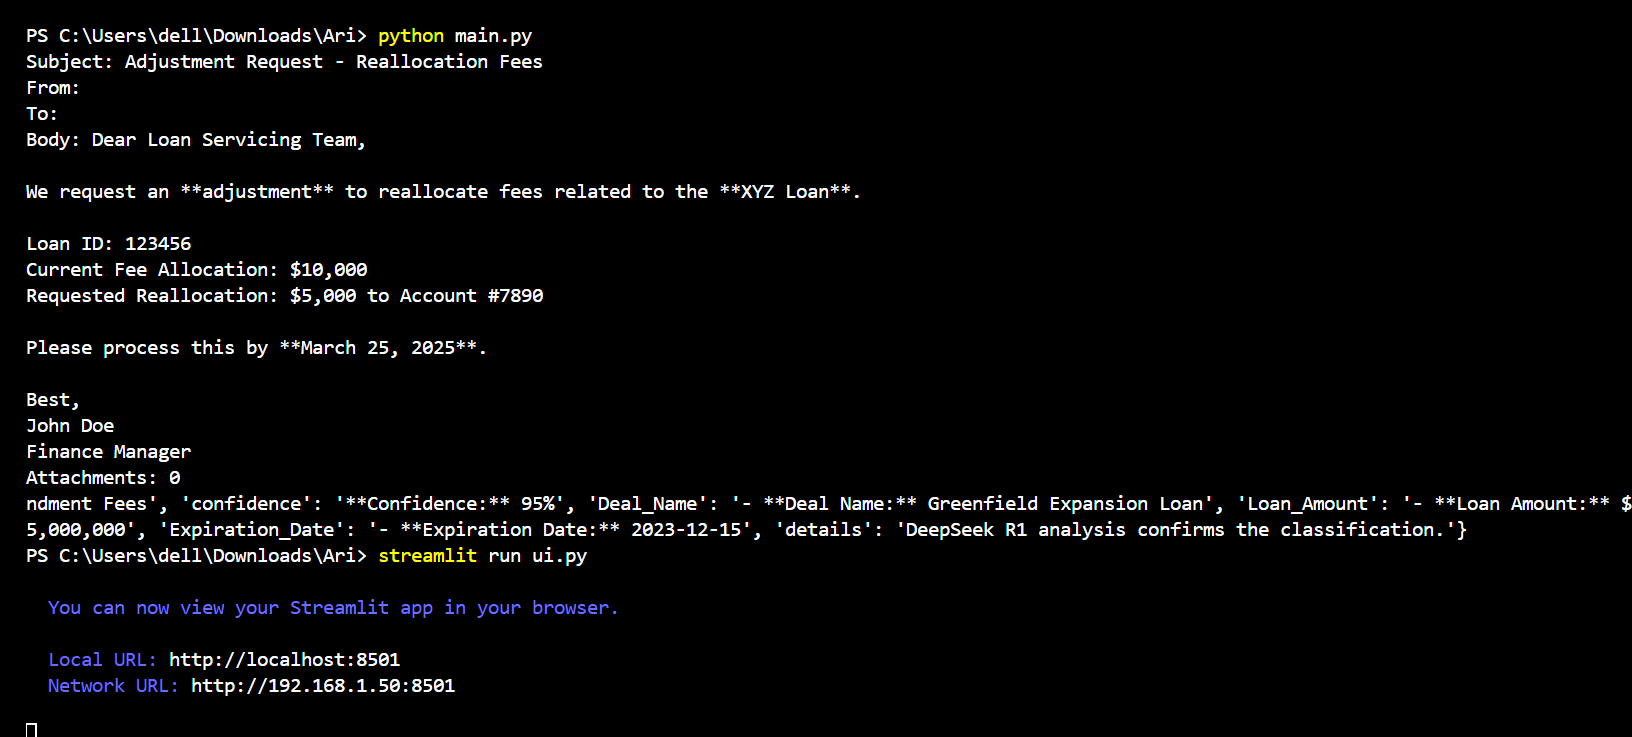 PS C:\Users\dell\Downloads\Ari> python main.py
Subject: Adjustment Request - Reallocation Fees
From:
To:
Body: Dear Loan Servicing Team,
We request an **adjustment** to reallocate fees related to the **XYZ Loan**.
Loan ID: 123456
Current Fee Allocation: $10,000
Requested Reallocation: $5,000 to Account #7890
Please process this by **March 25, 2025**.
Best,
John Doe
Finance Manager
Attachments: 0
ndment Fees', 'confidence': '**Confidence:** 95%', 'Deal_Name': '- **Deal Name:** Greenfield Expansion Loan', 'Loan_Amount': '- **Loan Amount:** $
5,000,000', 'Expiration_Date': '- **Expiration Date:** 2023-12-15', 'details': 'DeepSeek R1 analysis confirms the classification.'}
PS C:\Users\dell\Downloads\Ari> streamlit run ui.py
You can now view your Streamlit app in your browser.
Local URL: http://localhost:8501
Network URL: http://192.168.1.50:8501